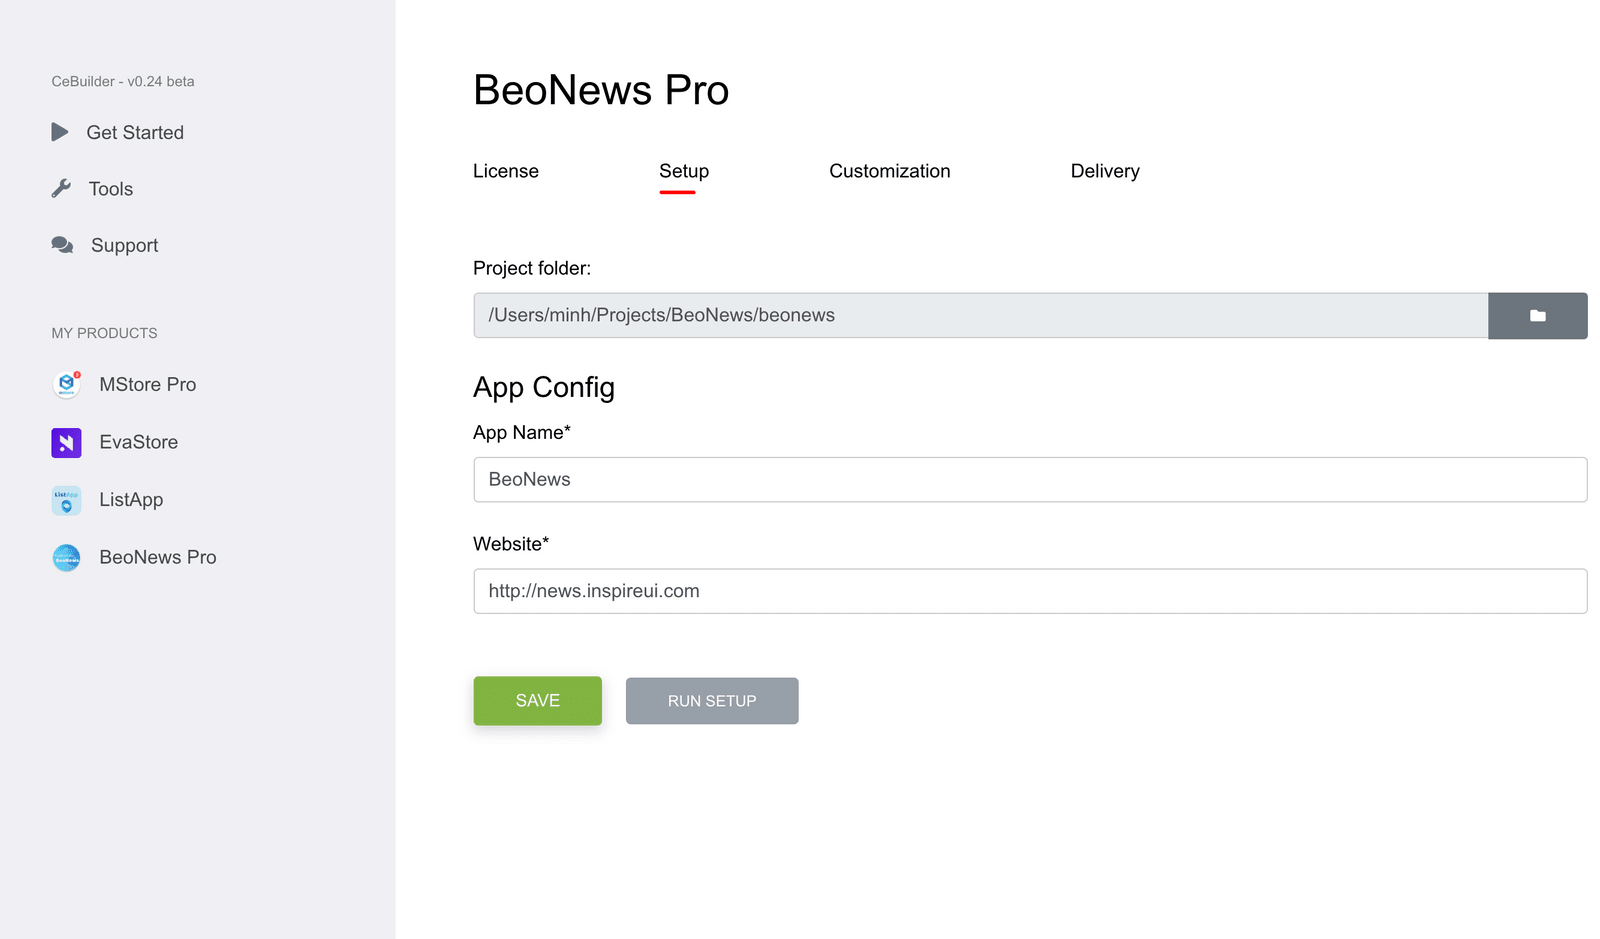 CeBuilder - v0.24 beta
Get Started
Tools
Support
MY PRODUCTS
MStore Pro
EvaStore
ListApp
ListApp
BeoNews Pro
BeoNews Pro
License
Setup
Customization
Delivery
Project folder:
/Users/minh/Projects/BeoNews/beonews
App Config
App Name*
BeoNews
Website*
http://news.inspireui.com
SAVE
RUN SETUP